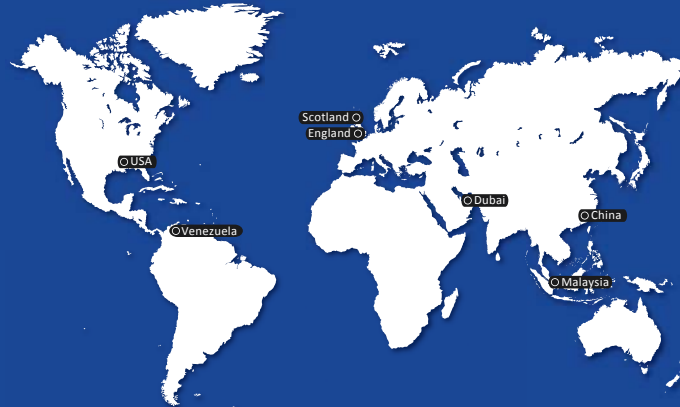 Scotland
England
USA
Dubai
China
Venezuela
Malaysia